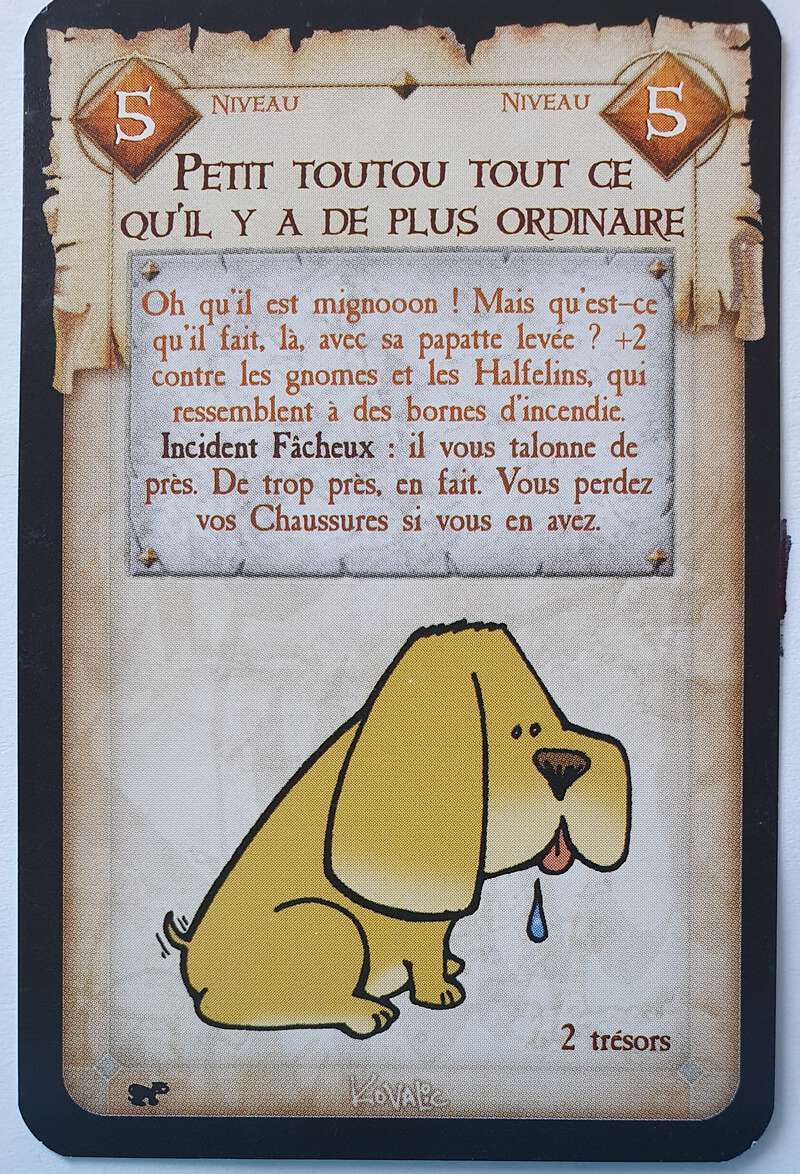 5 NIVEAU NIVEAU 5
PETIT TOUTOU TOUT CE
QU'IL Y A DE PLUS ORDINAIRE
Oh qu'il est mignooon ! Mais qu'est-ce
qu'il fait, là, avec sa papatte levée ? +2
contre les gnomes et les Halfelins, qui
ressemblent à des bornes d'incendie.
Incident Fâcheux : il vous talonne de
près. De trop près, en fait. Vous perdez
vos Chaussures si vous en avez.
2 trésors
KOVALIC